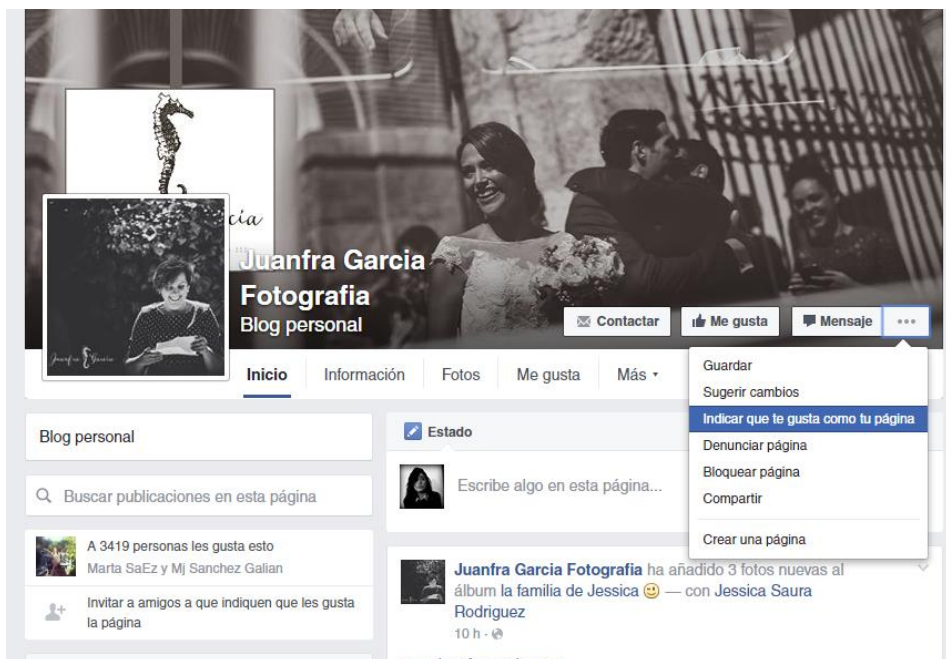 cía
Juanfra Garcia
Fotografia
Blog personal
Contactar
Me gusta
Mensaje
Juanfra García
Inicio
Información
Fotos
Me gusta
Más
Guardar
Sugerir cambios
Indicar que te gusta como tu página
Denunciar página
Bloquear página
Compartir
Crear una página
Blog personal
Buscar publicaciones en esta página
A 3419 personas les gusta esto
Marta SaEz y Mj Sanchez Galian
Invitar a amigos a que indiquen que les gusta
la página
Estado
Escribe algo en esta página...
Juanfra Garcia Fotografia ha añadido 3 fotos nuevas al
álbum la familia de Jessica — con Jessica Saura
Rodriguez
10 h ·